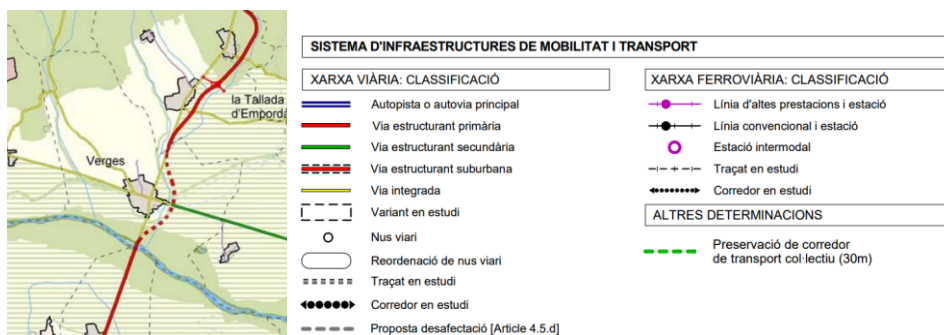 la Tallada
d'Empordà
Verges
SISTEMA D'INFRAESTRUCTURES DE MOBILITAT I TRANSPORT
XARXA VIÀRIA: CLASSIFICACIÓ
Autopista o autovia principal
Via estructurant primària
Via estructurant secundària
Via estructurant suburbana
Via integrada
Variant en estudi
Nus viari
Reordenació de nus viari
Traçat en estudi
Corredor en estudi
Proposta desafectació [Article 4.5.d]
XARXA FERROVIÀRIA: CLASSIFICACIÓ
Línia d'altes prestacions i estació
Línia convencional i estació
Estació intermodal
Traçat en estudi
Corredor en estudi
ALTRES DETERMINACIONS
Preservació de corredor
de transport col·lectiu (30m)